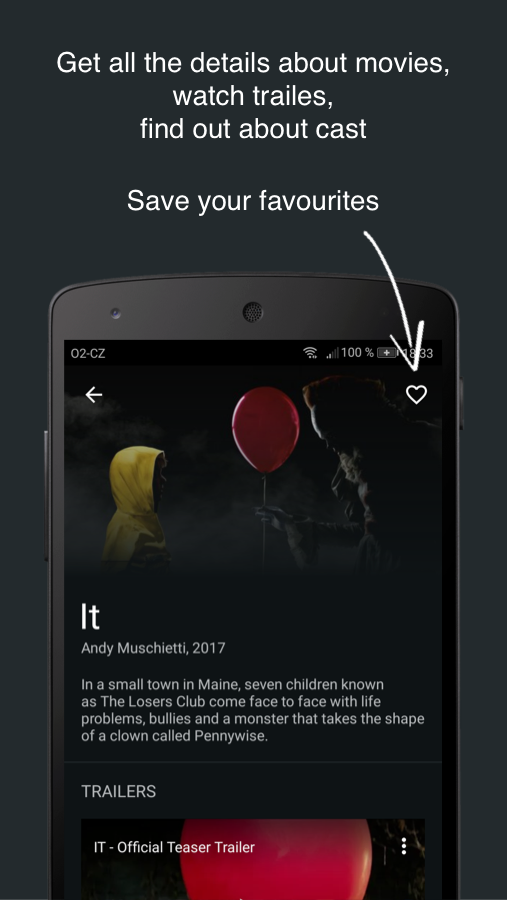 Get all the details about movies,
watch trailes,
find out about cast
Save your favourites
O2-CZ 100 % 18:33
It
Andy Muschietti, 2017
In a small town in Maine, seven children known
as The Losers Club come face to face with life
problems, bullies and a monster that takes the shape
of a clown called Pennywise.
TRAILERS
IT - Official Teaser Trailer